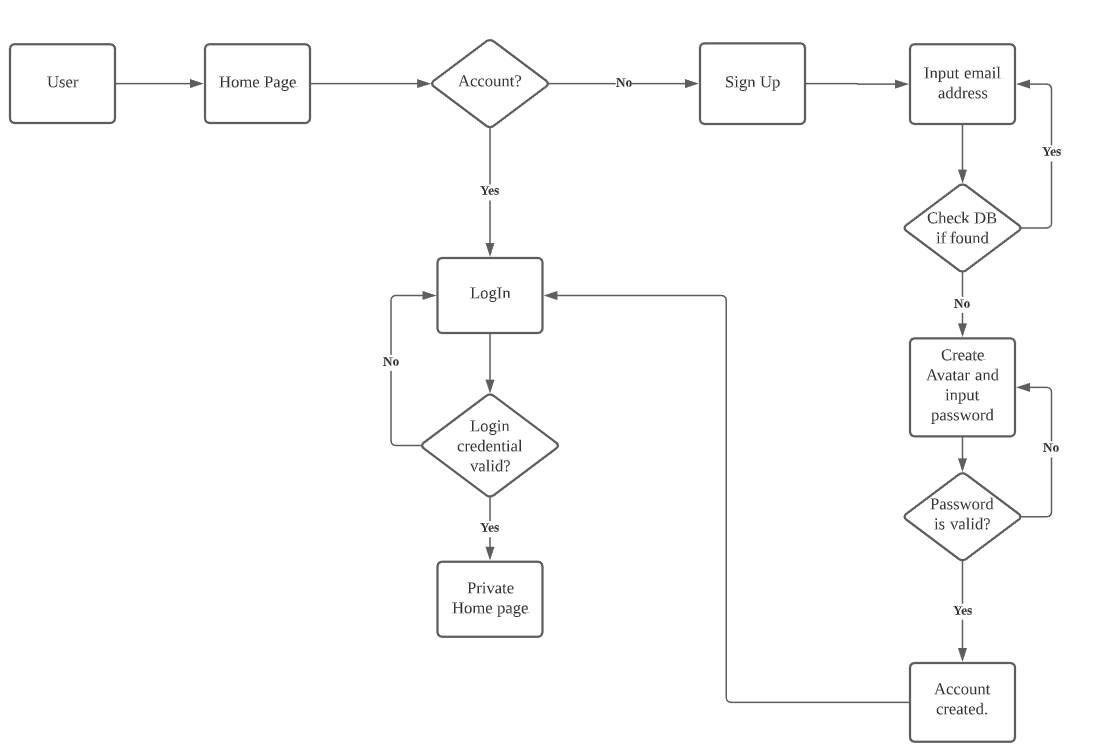 User
Home Page
Account?
No
Sign Up
Input email
address
Yes
Check DB
if found
Yes
No
LogIn
No
Create
Avatar and
input
password
Login
credential
valid?
No
Password
is valid?
Yes
Private
Home page
Yes
Account
created.